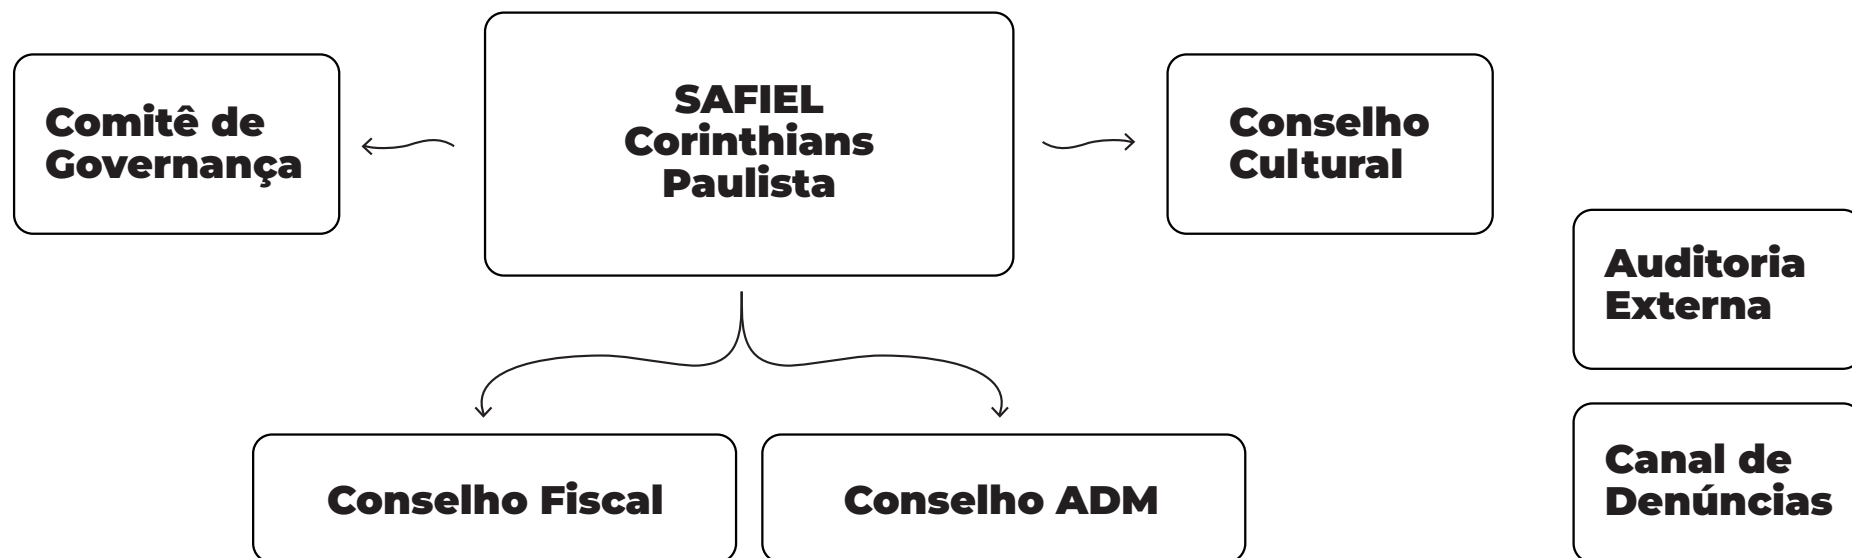 Comitê de
Governança
SAFIEL
Corinthians
Paulista
Conselho
Cultural
Auditoria
Externa
Canal de
Denúncias
Conselho Fiscal
Conselho ADM